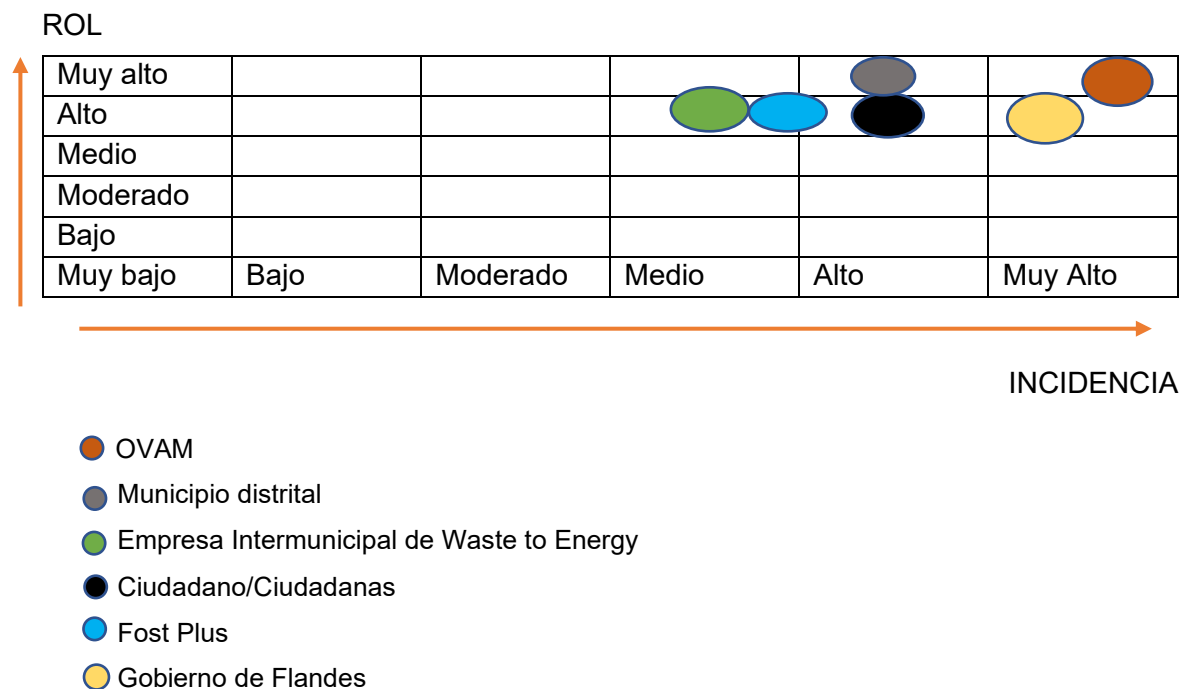 ROL
Muy alto
Alto
Medio
Moderado
Bajo
Muy bajo Bajo Moderado Medio Alto Muy Alto
INCIDENCIA
OVAM
Municipio distrital
Empresa Intermunicipal de Waste to Energy
Ciudadano/Ciudadanas
Fost Plus
Gobierno de Flandes